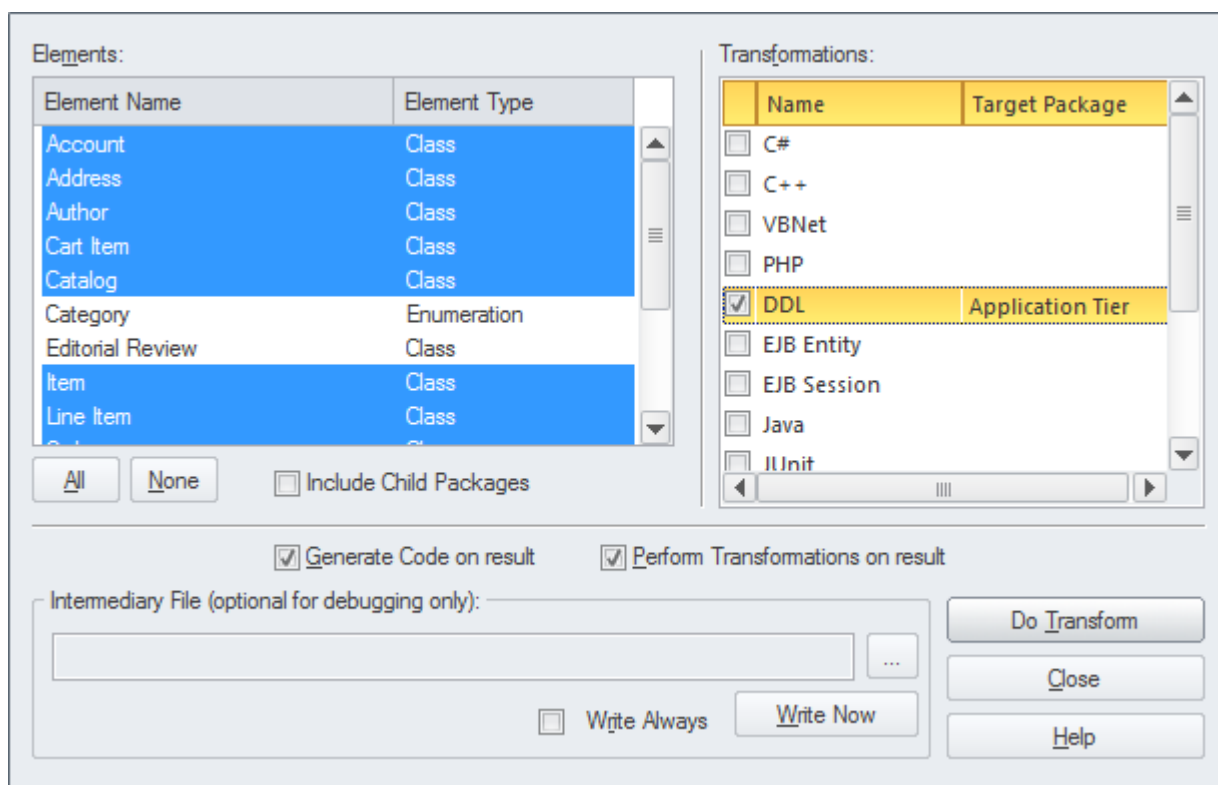 Elements:
Element Name Element Type
Account Class
Address Class
Author Class
Cart Item Class
Catalog Class
Category Enumeration
Editorial Review Class
Item Class
Line Item Class
All None Include Child Packages
Transformations:
Name Target Package
C#
C++
VBNet
PHP
DDL Application Tier
EJB Entity
EJB Session
Java
JUnit
Generate Code on result Perform Transformations on result
Intermediary File (optional for debugging only):
...
Write Always Write Now
Do Transform
Close
Help